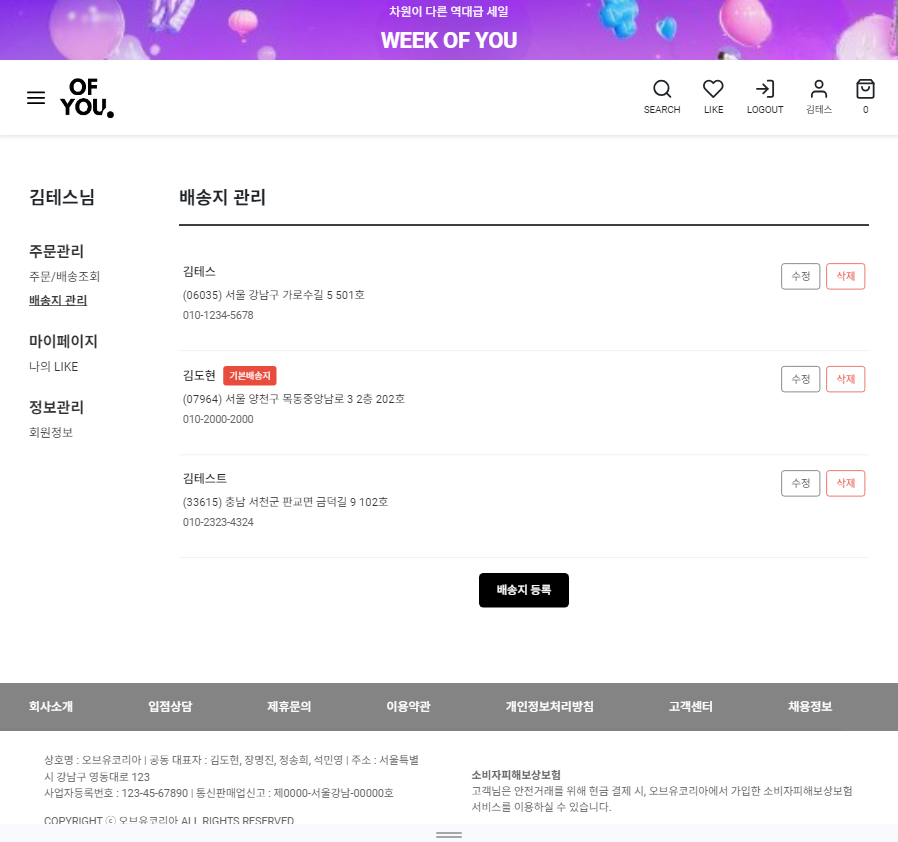 차원이 다른 역대급 세일
WEEK OF YOU
OF
YOU.
SEARCH
LIKE
LOGOUT
김테스
0
김테스님
주문관리
주문/배송조회
배송지 관리
마이페이지
나의 LIKE
정보관리
회원정보
배송지 관리
김테스
(06035) 서울 강남구 가로수길 5 501호
010-1234-5678
수정
삭제
김도현 기본배송지
(07964) 서울 양천구 목동중앙남로 3 2층 202호
010-2000-2000
수정
삭제
김테스트
(33615) 충남 서천군 판교면 금덕길 9 102호
010-2323-4324
수정
삭제
배송지 등록
회사소개
입점상담
제휴문의
이용약관
개인정보처리방침
고객센터
채용정보
상호명 : 오브유코리아 | 공동 대표자 : 김도현, 장명진, 정송희, 석민영 | 주소 : 서울특별
시 강남구 영동대로 123
사업자등록번호 : 123-45-67890 | 통신판매업신고 : 제0000-서울강남-00000호
COPYRIGHT ⓒ 오브유코리아 ALL RIGHTS RESERVED
소비자피해보상보험
고객님은 안전거래를 위해 현금 결제 시, 오브유코리아에서 가입한 소비자피해보상보험
서비스를 이용하실 수 있습니다.